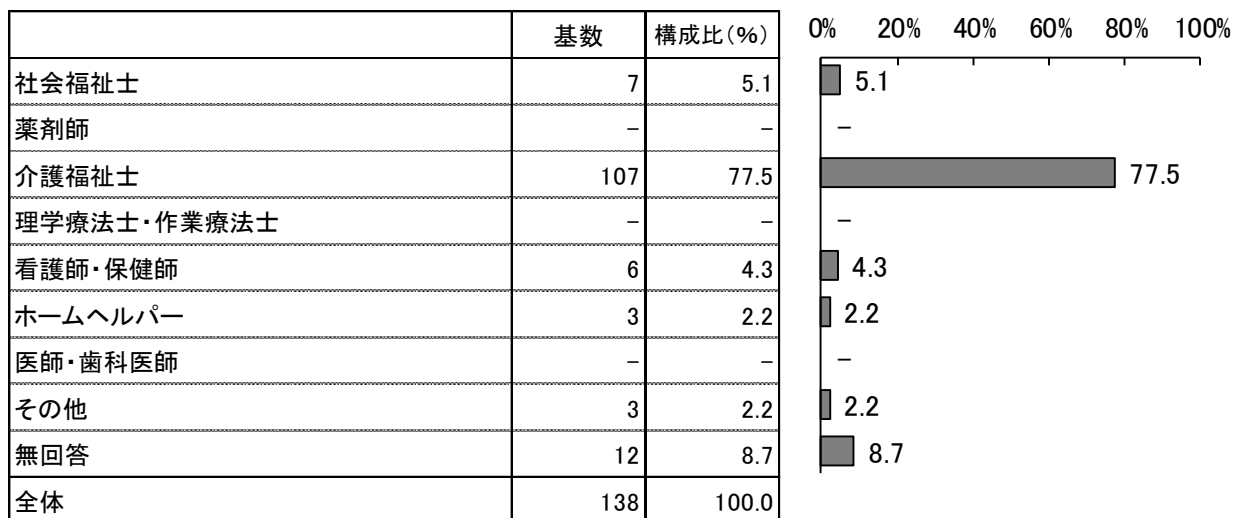 基数 構成比(%)
社会福祉士 7 5.1
薬剤師 － －
介護福祉士 107 77.5
理学療法士・作業療法士 － －
看護師・保健師 6 4.3
ホームヘルパー 3 2.2
医師・歯科医師 － －
その他 3 2.2
無回答 12 8.7
全体 138 100.0
0% 20% 40% 60% 80% 100%
5.1
－
77.5
－
4.3
2.2
－
2.2
8.7